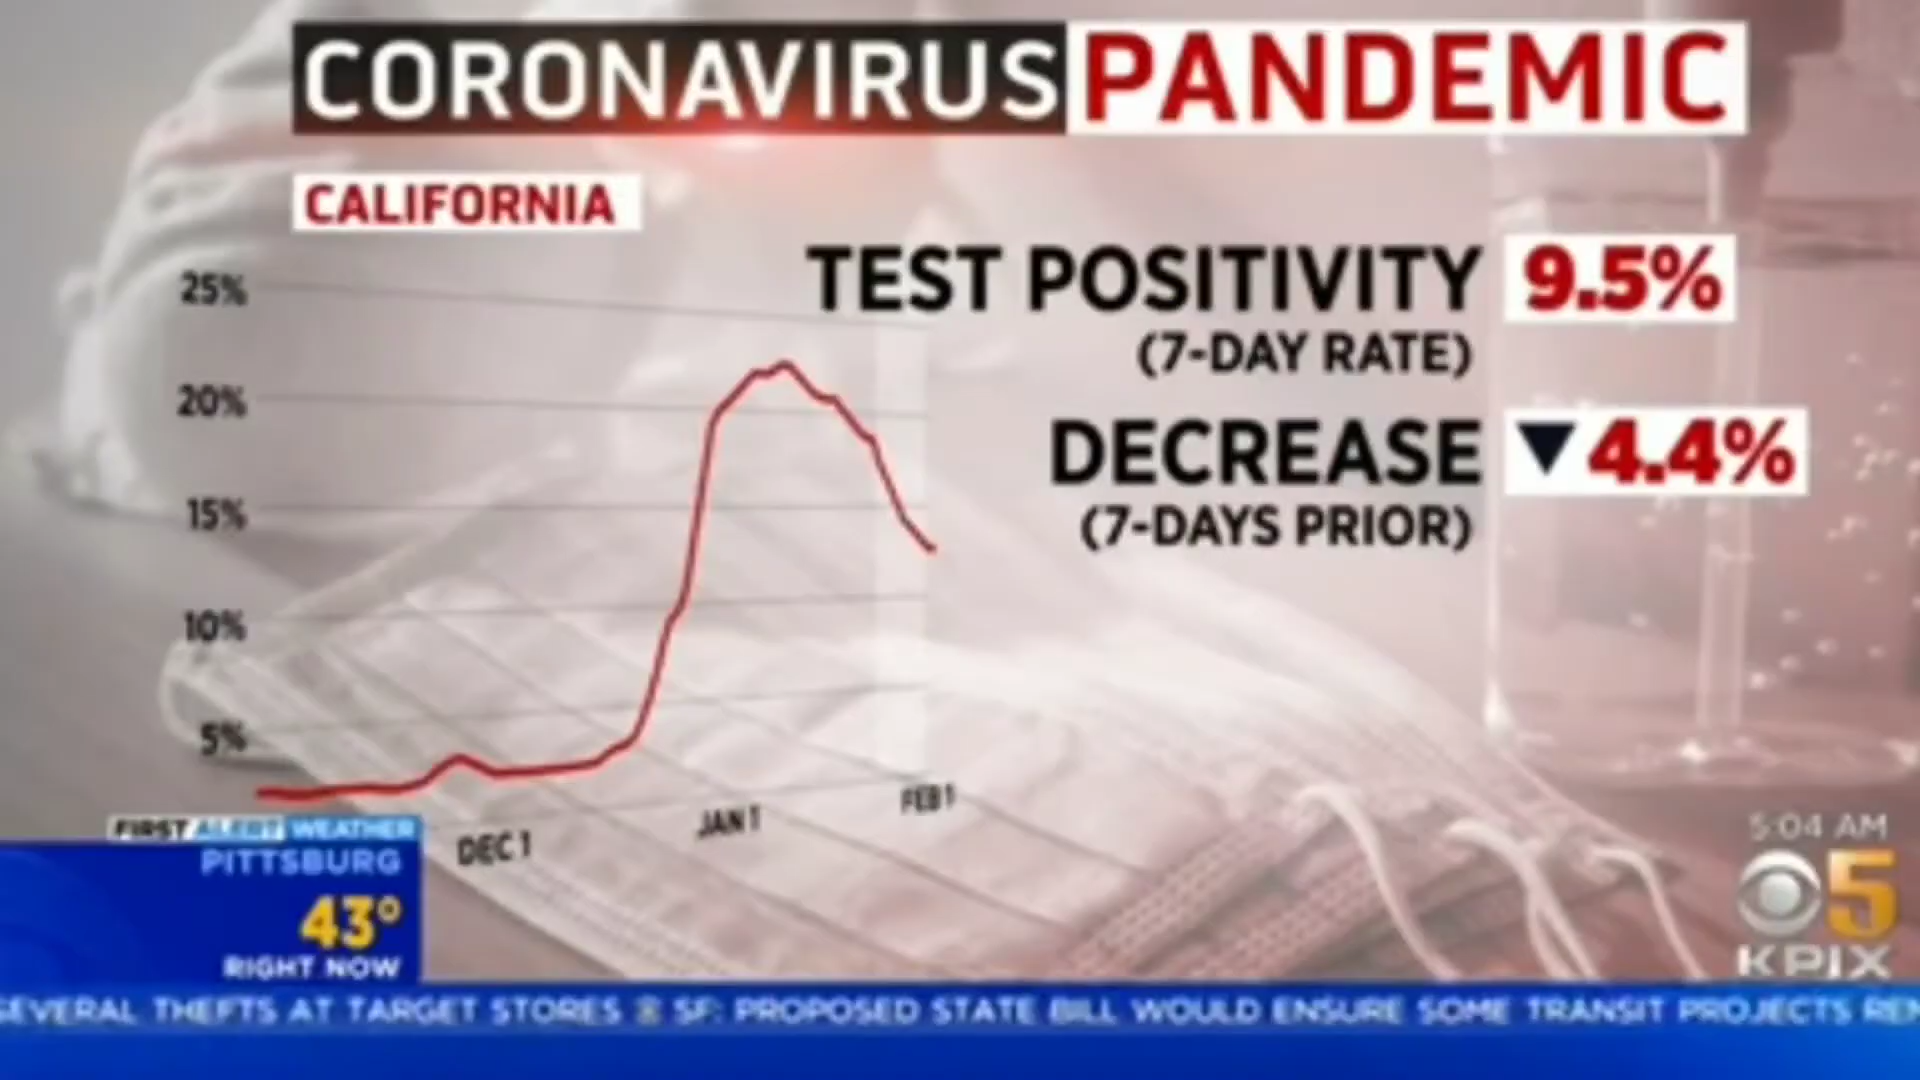 CORONAVIRUS PANDEMIC
CALIFORNIA
TEST POSITIVITY 9.5%
(7-DAY RATE)
DECREASE ▼4.4%
(7-DAYS PRIOR)
25%
20%
15%
10%
5%
DEC 1
JAN 1
FEB 1
FIRST ALERT WEATHER
PITTSBURG
43°
RIGHT NOW
5:04 AM
5
KPIX
SEVERAL THEFTS AT TARGET STORES SF: PROPOSED STATE BILL WOULD ENSURE SOME TRANSIT PROJECTS